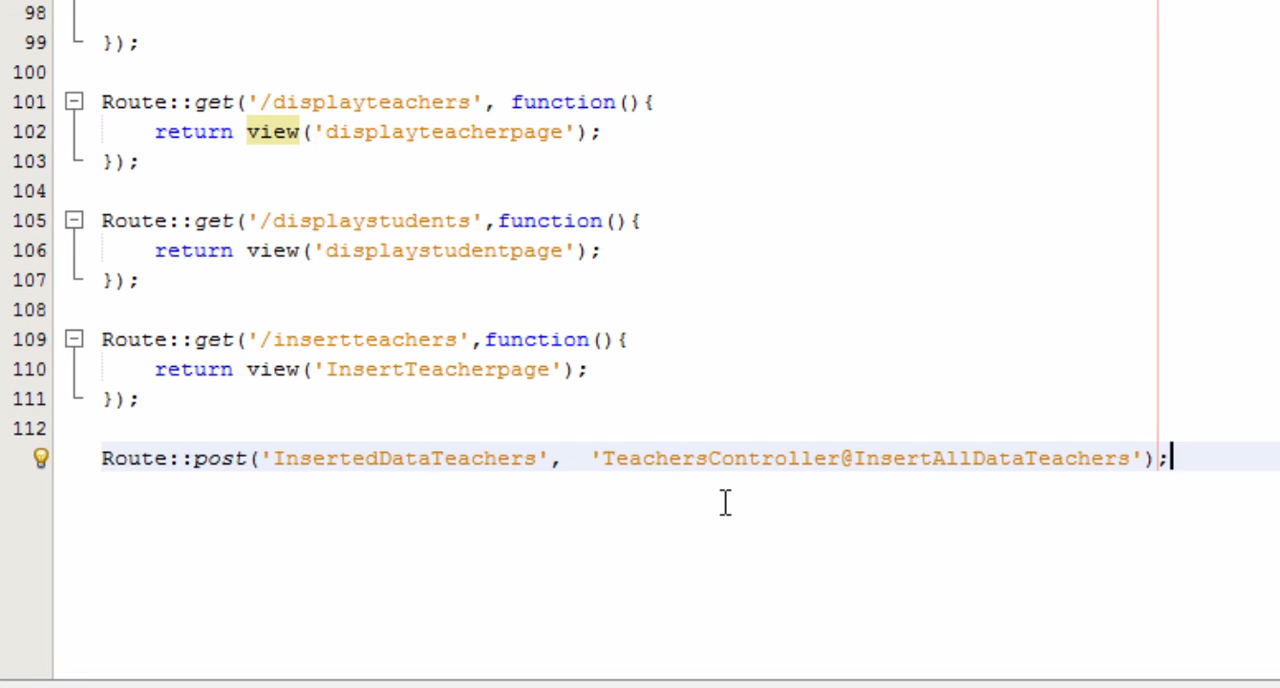 98
99 });
100
101 Route::get('/displayteachers', function(){
102 return view('displayteacherpage');
103 });
104
105 Route::get('/displaystudents',function(){
106 return view('displaystudentpage');
107 });
108
109 Route::get('/insertteachers',function(){
110 return view('InsertTeacherpage');
111 });
112
Route::post('InsertedDataTeachers',  'TeachersController@InsertAllDataTeachers');